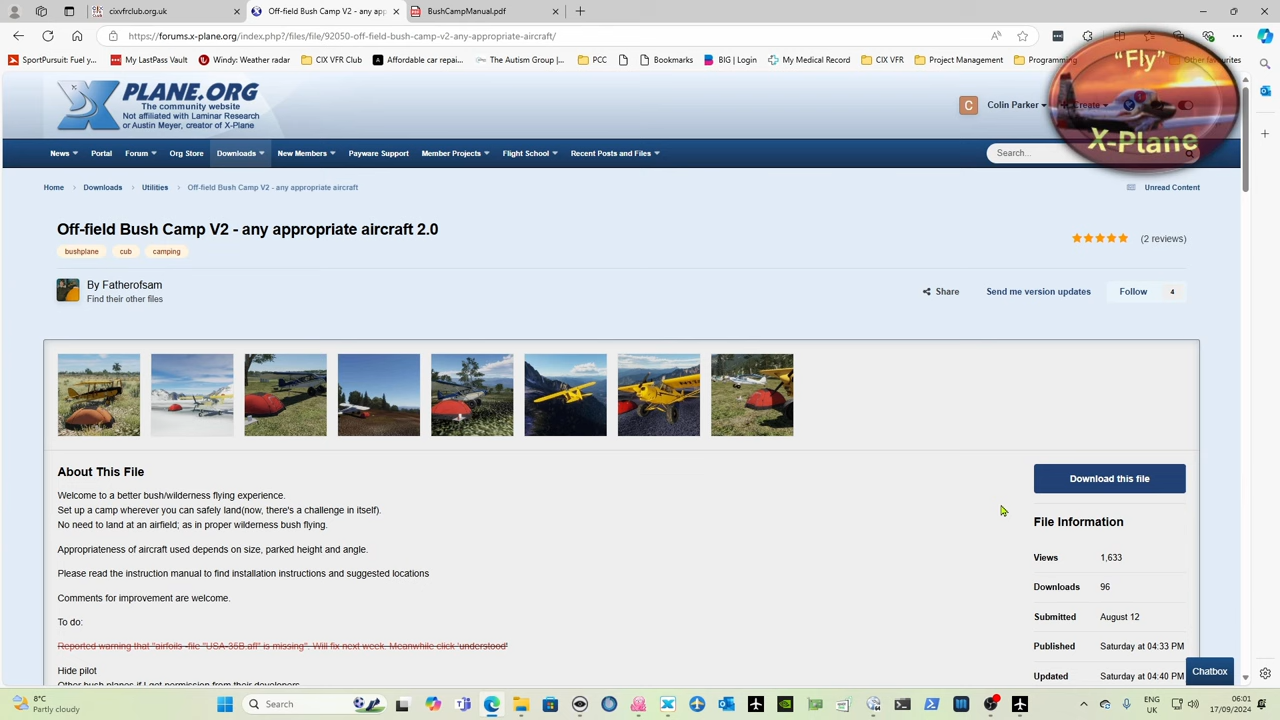 cixvfrclub.org
Off-field Bush Camp V2 - any app
BushCampManual.pdf
https://forums.x-plane.org/index.php?/files/file/92050-off-field-bush-camp-v2-any-appropriate-aircraft/
SportPursuit: Fuel y...
My LastPass Vault
Windy: Weather radar
CIX VFR Club
Affordable car repai...
The Autism Group |...
PCC
Bookmarks
BIG | Login
My Medical Record
CIX VFR
Project Management
Programming
Other favourites
"Fly"
X-Plane
PLANE.ORG
The community website
Not affiliated with Laminar Research
or Austin Meyer, creator of X-Plane
C
Colin Parker
Create
1
News
Portal
Forum
Org Store
Downloads
New Members
Payware Support
Member Projects
Flight School
Recent Posts and Files
Search...
Home
Downloads
Utilities
Off-field Bush Camp V2 - any appropriate aircraft
Unread Content
Off-field Bush Camp V2 - any appropriate aircraft 2.0
bushplane
cub
camping
(2 reviews)
By Fatherofsam
Find their other files
Share
Send me version updates
Follow
4
About This File
Welcome to a better bush/wilderness flying experience.
Set up a camp wherever you can safely land(now, there's a challenge in itself).
No need to land at an airfield; as in proper wilderness bush flying.
Appropriateness of aircraft used depends on size, parked height and angle.
Please read the instruction manual to find installation instructions and suggested locations
Comments for improvement are welcome.
To do:
Reported warning that "airfoils -file "USA-35B.afl" is missing". Will fix next week. Meanwhile click 'understood'
Hide pilot
Other bush planes if I get permission from their developers
Download this file
File Information
Views 1,633
Downloads 96
Submitted August 12
Published Saturday at 04:33 PM
Updated Saturday at 04:40 PM
Chatbox
8°C
Partly cloudy
Search
ENG
UK
06:01
17/09/2024